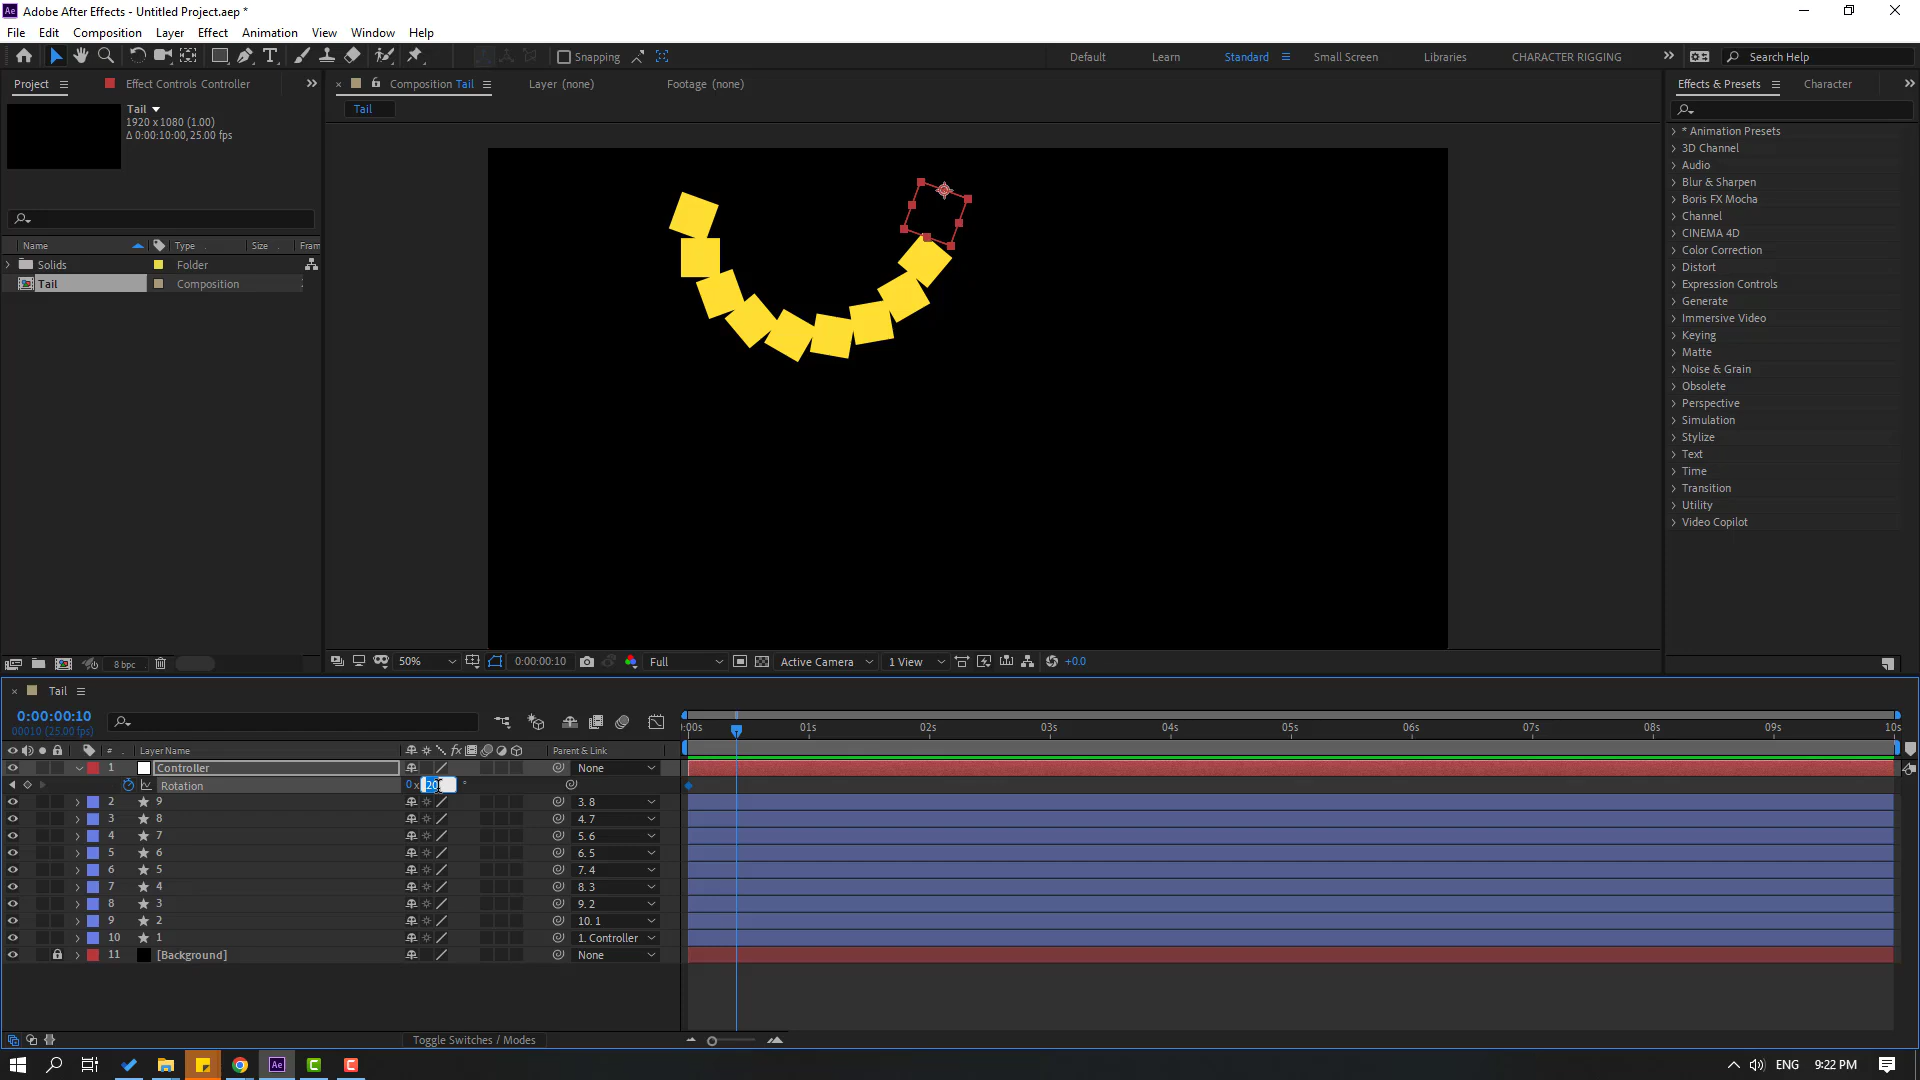 Ae Adobe After Effects - Untitled Project.aep *
File Edit Composition Layer Effect Animation View Window Help
Snapping Default Learn Standard Small Screen Libraries CHARACTER RIGGING Search Help
Project Effect Controls Controller Composition Tail Layer (none) Footage (none) Effects & Presets Character
Tail
1920 x 1080 (1.00)
Δ 0:00:10:00, 25.00 fps
Tail
Name Type Size Fram
Solids Folder
Tail Composition
* Animation Presets
3D Channel
Audio
Blur & Sharpen
Boris FX Mocha
Channel
CINEMA 4D
Color Correction
Distort
Expression Controls
Generate
Immersive Video
Keying
Matte
Noise & Grain
Obsolete
Perspective
Simulation
Stylize
Text
Time
Transition
Utility
Video Copilot
8 bpc 50% 0:00:00:10 Full Active Camera 1 View +0.0
Tail
0:00:00:10
00010 (25.00 fps)
:00s 01s 02s 03s 04s 05s 06s 07s 08s 09s 10s
# Layer Name fx Parent & Link
1 Controller None
Rotation 0x 20 °
2 9 3. 8
3 8 4. 7
4 7 5. 6
5 6 6. 5
6 5 7. 4
7 4 8. 3
8 3 9. 2
9 2 10. 1
10 1 1. Controller
11 [Background] None
Toggle Switches / Modes
Ae C C ENG 9:22 PM